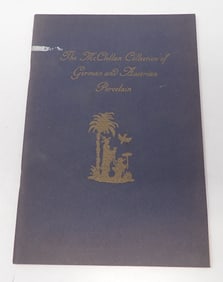 The McClellan Collection of
German and Austrian
Porcelain